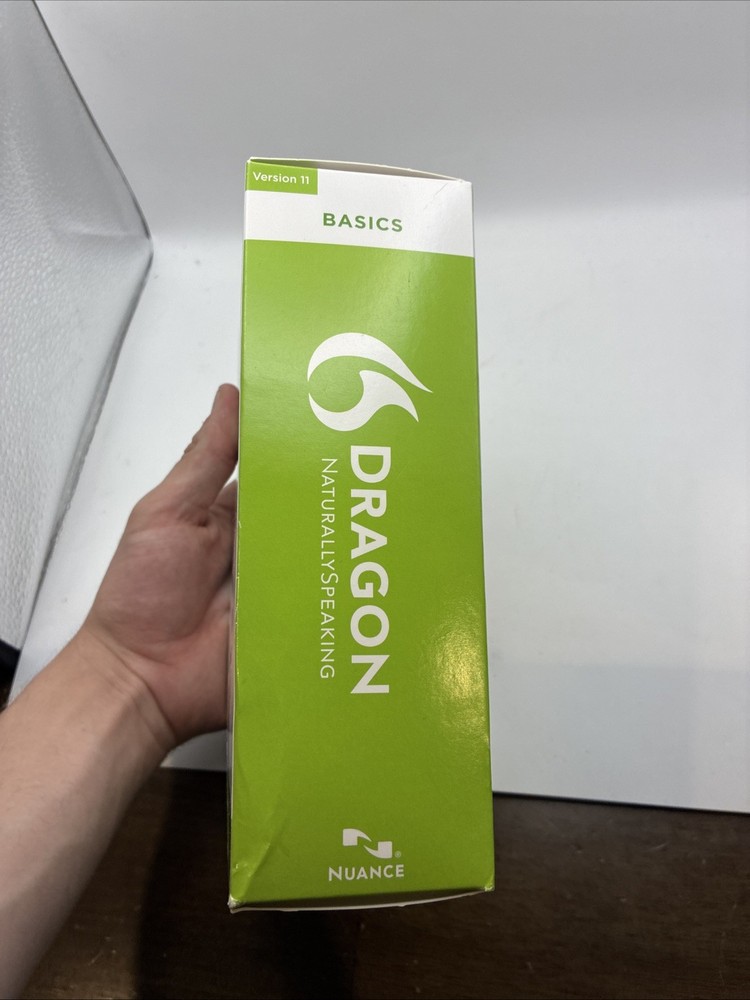 Version 11
BASICS
DRAGON
NATURALLYSPEAKING
NUANCE®